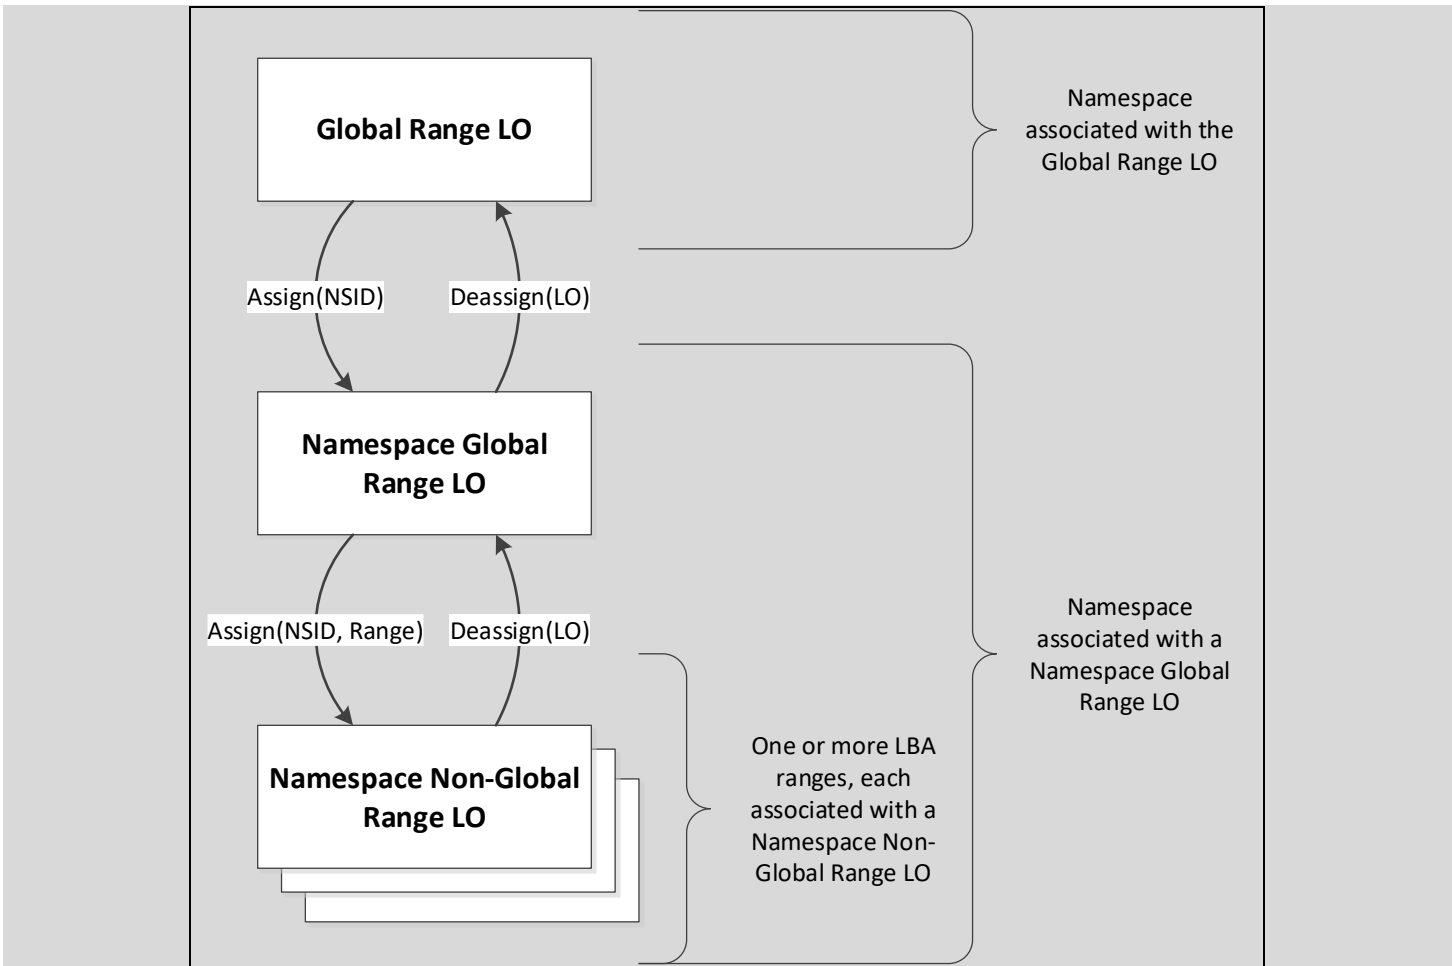 Global Range LO
Namespace
associated with the
Global Range LO
Assign(NSID)
Deassign(LO)
Namespace Global
Range LO
Assign(NSID, Range)
Deassign(LO)
Namespace
associated with a
Namespace Global
Range LO
Namespace Non-Global
Range LO
One or more LBA
ranges, each
associated with a
Namespace Non-
Global Range LO